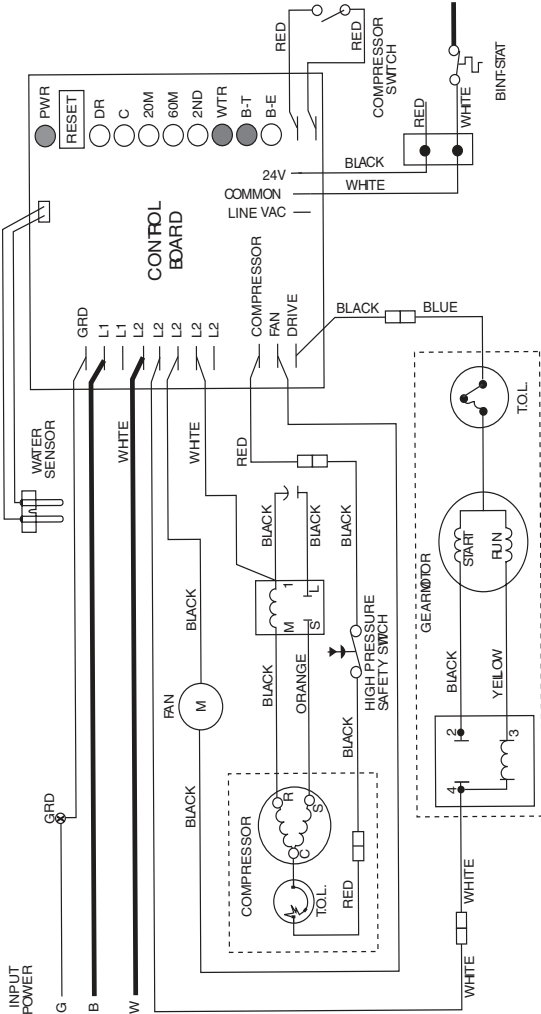 PWR
RESET
DR
C
20M
60M
2ND
WTR
B-T
B-E
RED
RED
COMPRESSOR
SWITCH
BINT-STAT
RED
WHITE
BLACK
WHITE
24V
COMMON
LINE VAC
CONTROL
BOARD
GRD
L1
L1
L2
L2
L2
L2
L2
COMPRESSOR
FAN
DRIVE
BLACK
BLUE
WATER
SENSOR
WHITE
BLACK
WHITE
RED
BLACK
BLACK
BLACK
T.O.L.
GEARMOTOR
START
RUN
1
L
M
S
FAN
M
BLACK
BLACK
ORANGE
HIGH PRESSURE
SAFETY SWITCH
BLACK
BLACK
YELLOW
2
3
4
GRD
BLACK
COMPRESSOR
R
S
C
T.O.L.
RED
WHITE
WHITE
INPUT
POWER
G
B
W